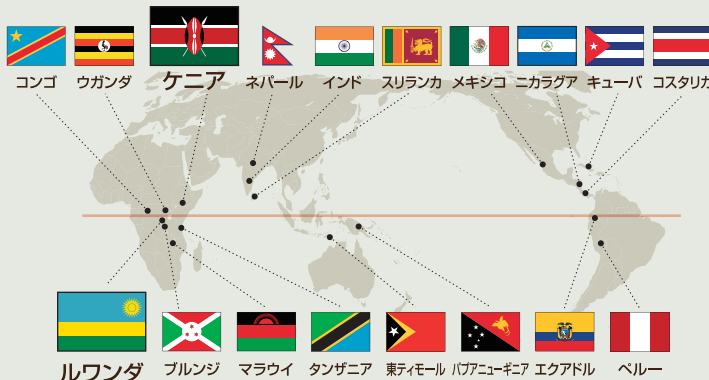 コンゴ ウガンダ ケニア ネパール インド スリランカ メキシコ ニカラグア キューバ コスタリカ
ルワンダ ブルンジ マラウイ タンザニア 東ティモール パプアニューギニア エクアドル ペルー